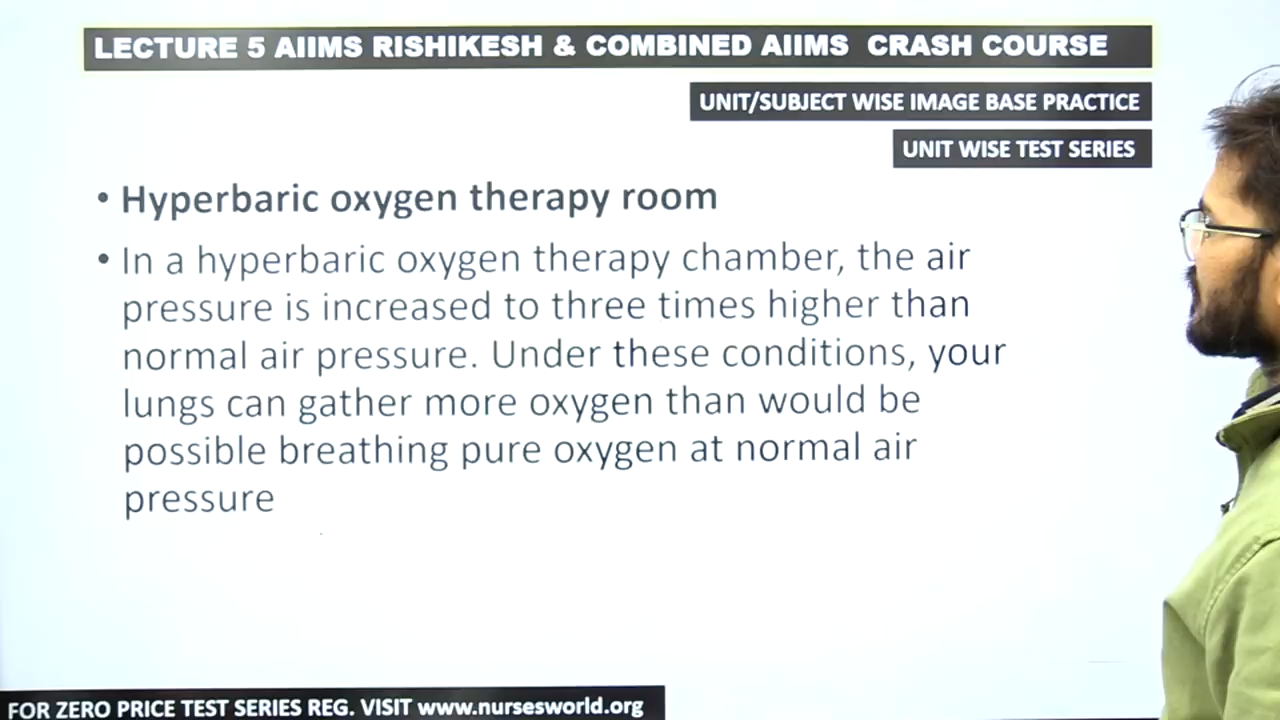 LECTURE 5 AIIMS RISHIKESH & COMBINED AIIMS CRASH COURSE
UNIT/SUBJECT WISE IMAGE BASE PRACTICE
UNIT WISE TEST SERIES
• Hyperbaric oxygen therapy room
• In a hyperbaric oxygen therapy chamber, the air
pressure is increased to three times higher than
normal air pressure. Under these conditions, your
lungs can gather more oxygen than would be
possible breathing pure oxygen at normal air
pressure
FOR ZERO PRICE TEST SERIES REG. VISIT www.nursesworld.org